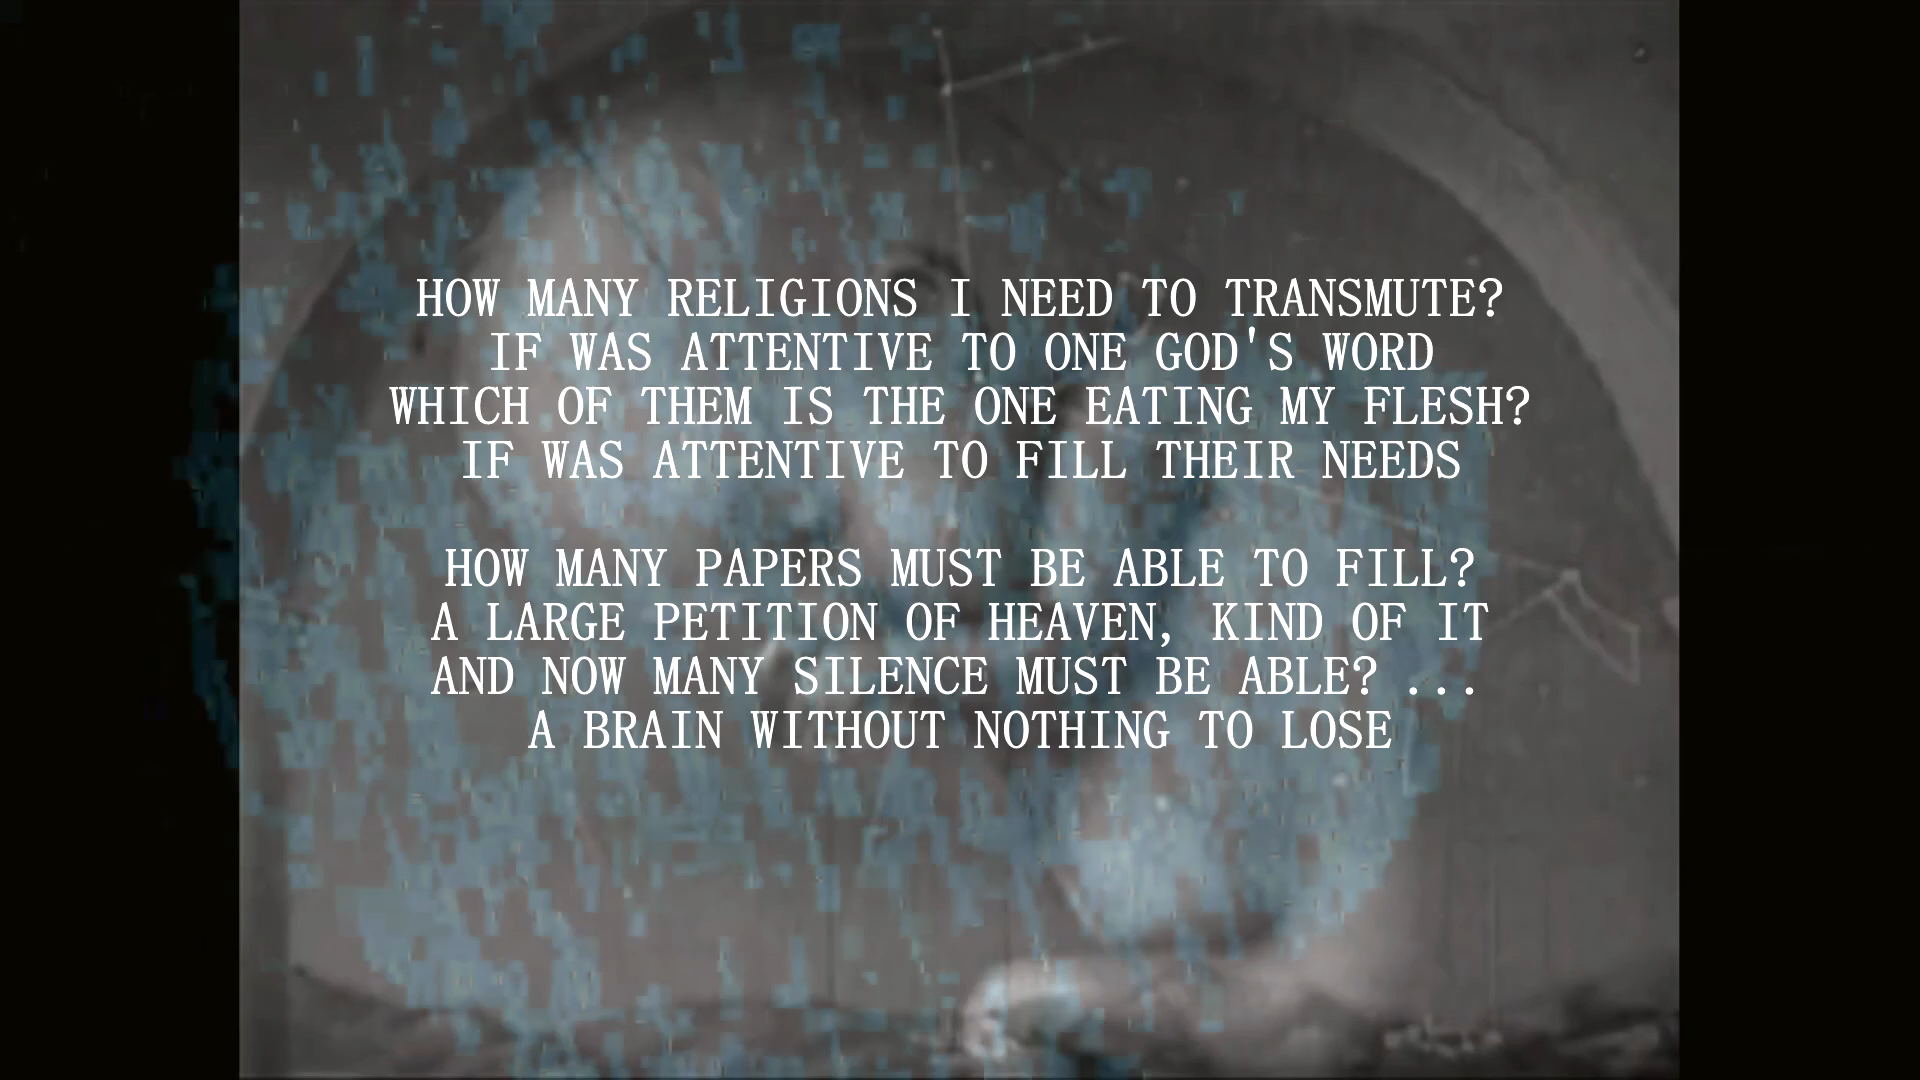 HOW MANY RELIGIONS I NEED TO TRANSMUTE?
IF WAS ATTENTIVE TO ONE GOD'S WORD
WHICH OF THEM IS THE ONE EATING MY FLESH?
IF WAS ATTENTIVE TO FILL THEIR NEEDS
HOW MANY PAPERS MUST BE ABLE TO FILL?
A LARGE PETITION OF HEAVEN, KIND OF IT
AND NOW MANY SILENCE MUST BE ABLE? ...
A BRAIN WITHOUT NOTHING TO LOSE